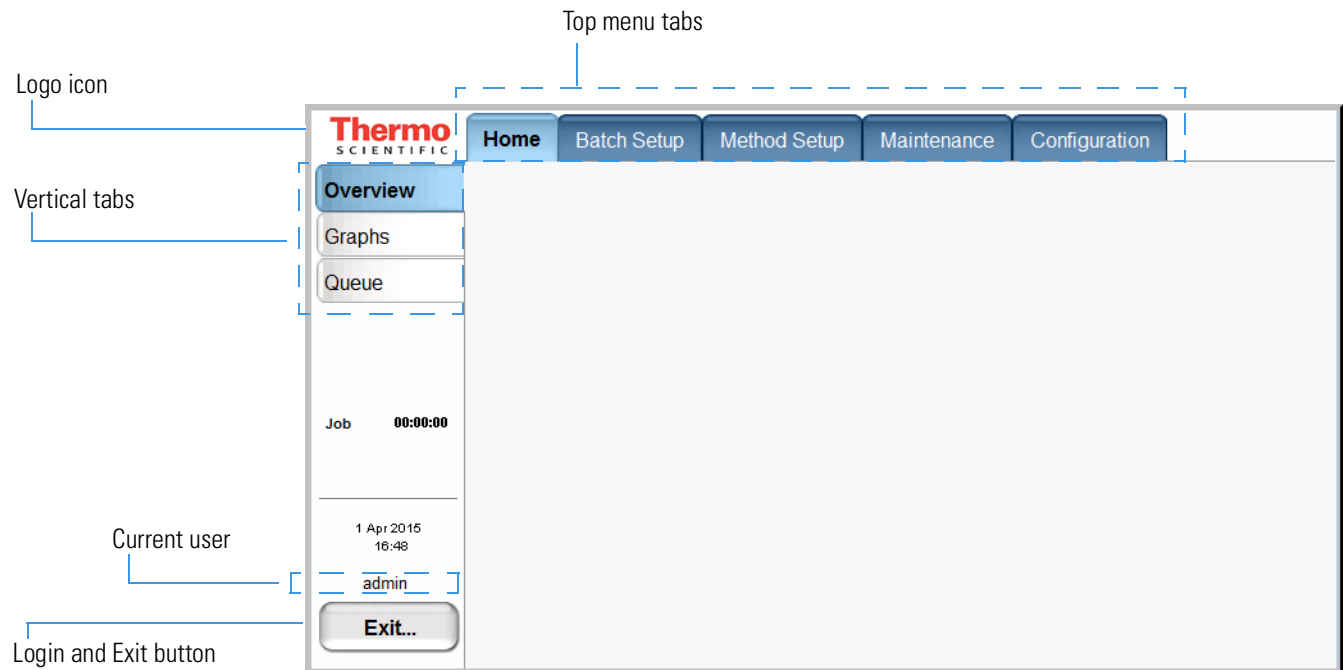 Top menu tabs
Logo icon
Thermo
SCIENTIFIC
Home Batch Setup Method Setup Maintenance Configuration
Vertical tabs
Overview
Graphs
Queue
Job 00:00:00
1 Apr 2015
16:48
Current user
admin
Exit...
Login and Exit button